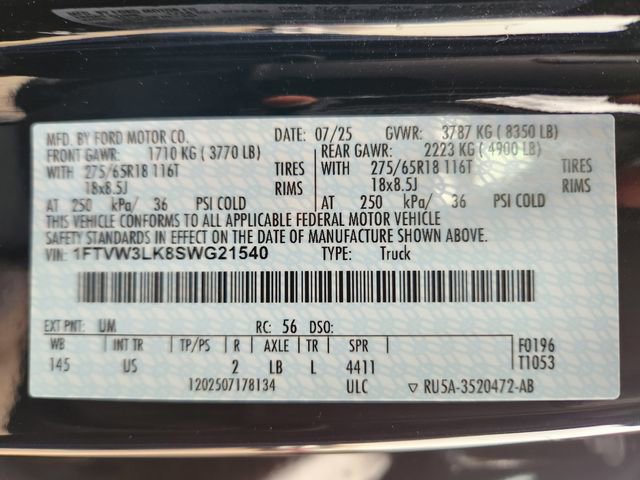 MFD. BY FORD MOTOR CO. DATE: 07/25 GVWR: 3787 KG ( 8350 LB)
FRONT GAWR: 1710 KG ( 3770 LB) REAR GAWR: 2223 KG ( 4900 LB)
WITH 275/65R18 116T TIRES WITH 275/65R18 116T TIRES
18x8.5J RIMS 18x8.5J RIMS
AT 250 kPa/ 36 PSI COLD AT 250 kPa/ 36 PSI COLD
THIS VEHICLE CONFORMS TO ALL APPLICABLE FEDERAL MOTOR VEHICLE
SAFETY STANDARDS IN EFFECT ON THE DATE OF MANUFACTURE SHOWN ABOVE.
VIN: 1FTVW3LK8SWG21540 TYPE: Truck
EXT PNT: UM RC: 56 DSO:
WB INT TR TP/PS R AXLE TR SPR F0196
145 US 2 LB L 4411 T1053
1202507178134 ULC ▽ RU5A-3520472-AB